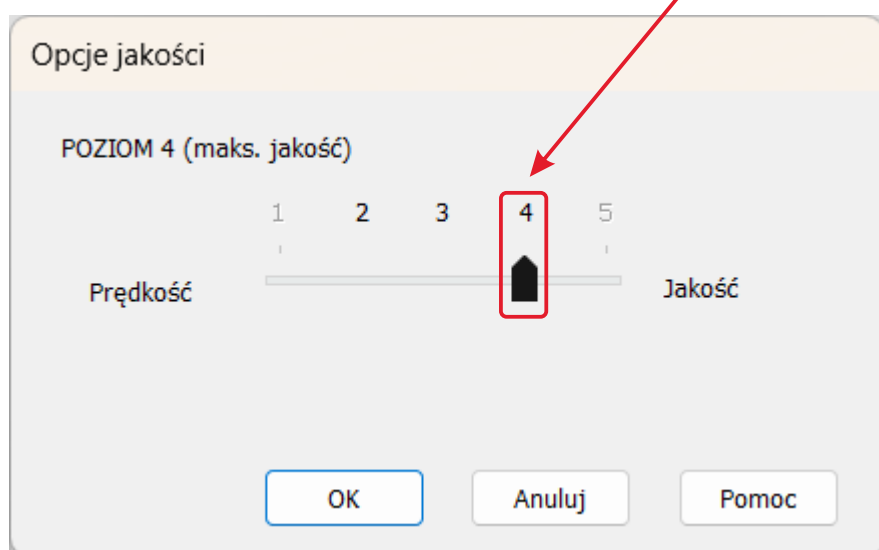 Opcje jakości
POZIOM 4 (maks. jakość)
1 2 3 4 5
Prędkość Jakość
OK Anuluj Pomoc